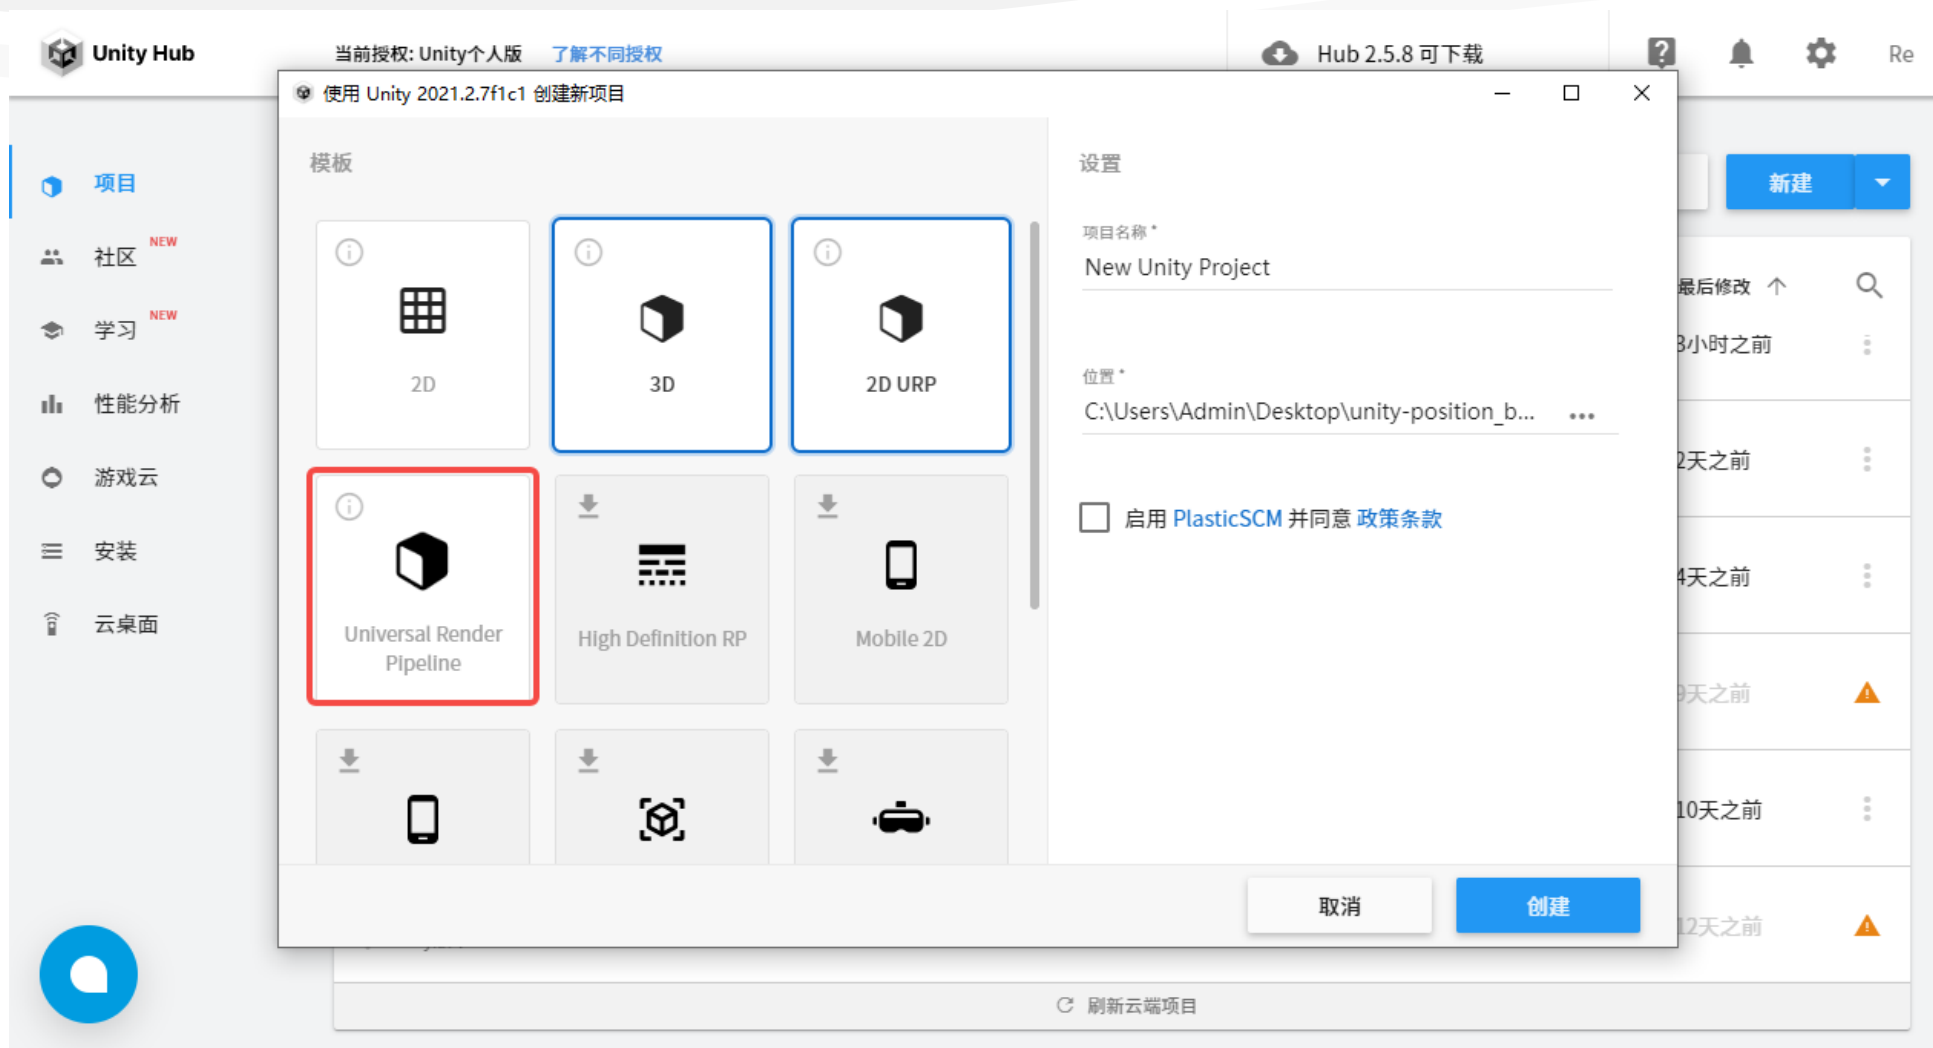 Unity Hub
当前授权: Unity个人版 了解不同授权
Hub 2.5.8 可下载
Re
使用 Unity 2021.2.7f1c1 创建新项目
项目
社区 NEW
学习 NEW
性能分析
游戏云
安装
云桌面
模板
2D
3D
2D URP
Universal Render
Pipeline
High Definition RP
Mobile 2D
设置
项目名称 *
New Unity Project
位置 *
C:\Users\Admin\Desktop\unity-position_b...
启用 PlasticSCM 并同意 政策条款
取消
创建
新建
最后修改
3小时之前
2天之前
4天之前
9天之前
10天之前
12天之前
刷新云端项目